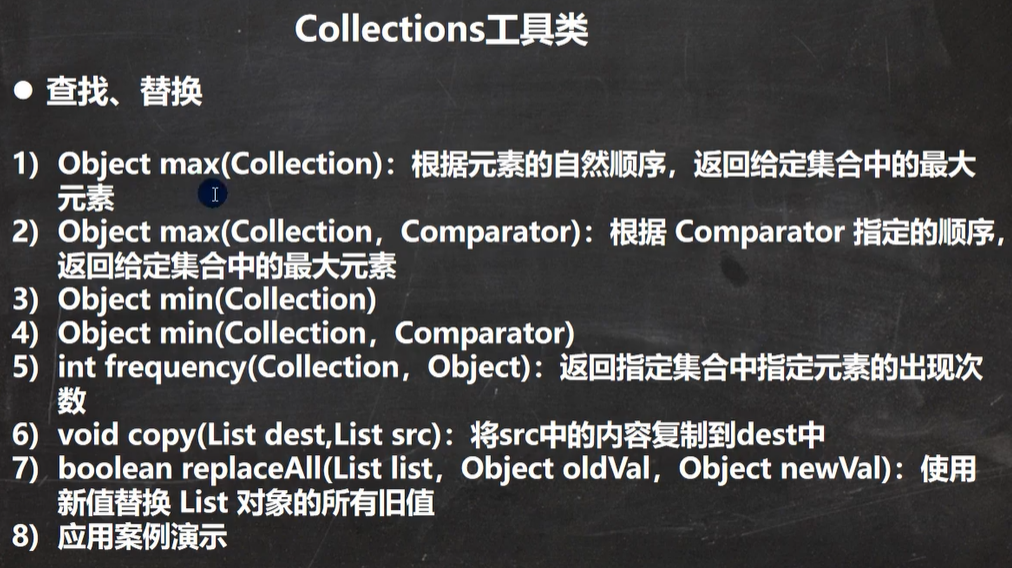 Collections工具类
● 查找、替换
1) Object max(Collection)：根据元素的自然顺序，返回给定集合中的最大
元素
2) Object max(Collection，Comparator)：根据 Comparator 指定的顺序，
返回给定集合中的最大元素
3) Object min(Collection)
4) Object min(Collection，Comparator)
5) int frequency(Collection，Object)：返回指定集合中指定元素的出现次
数
6) void copy(List dest,List src)：将src中的内容复制到dest中
7) boolean replaceAll(List list，Object oldVal，Object newVal)：使用
新值替换 List 对象的所有旧值
8) 应用案例演示